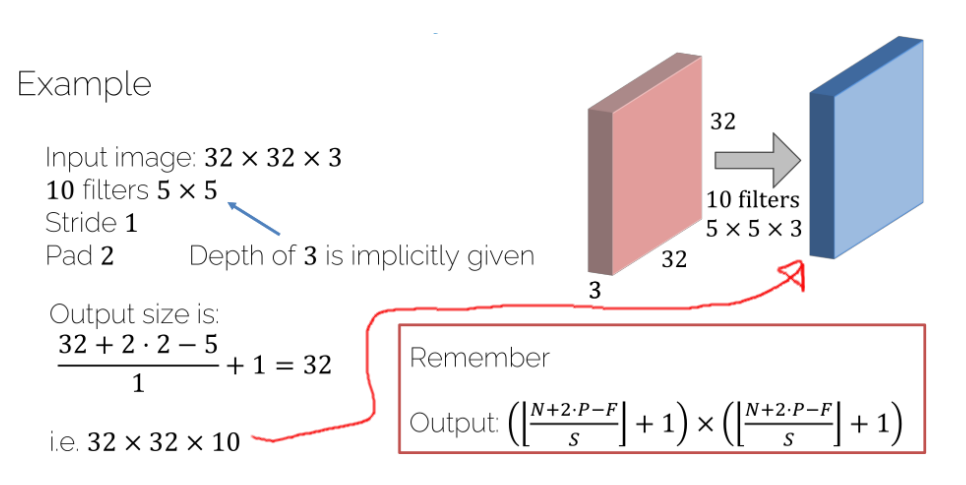 Example
Input image: 32 × 32 × 3
10 filters 5 × 5
Stride 1
Pad 2
Depth of 3 is implicitly given
Output size is:
(32 + 2 · 2 − 5)/1 + 1 = 32
i.e. 32 × 32 × 10
32
10 filters
5 × 5 × 3
32
3
Remember
Output: (⌊(N+2·P−F)/S⌋ + 1) × (⌊(N+2·P−F)/S⌋ + 1)